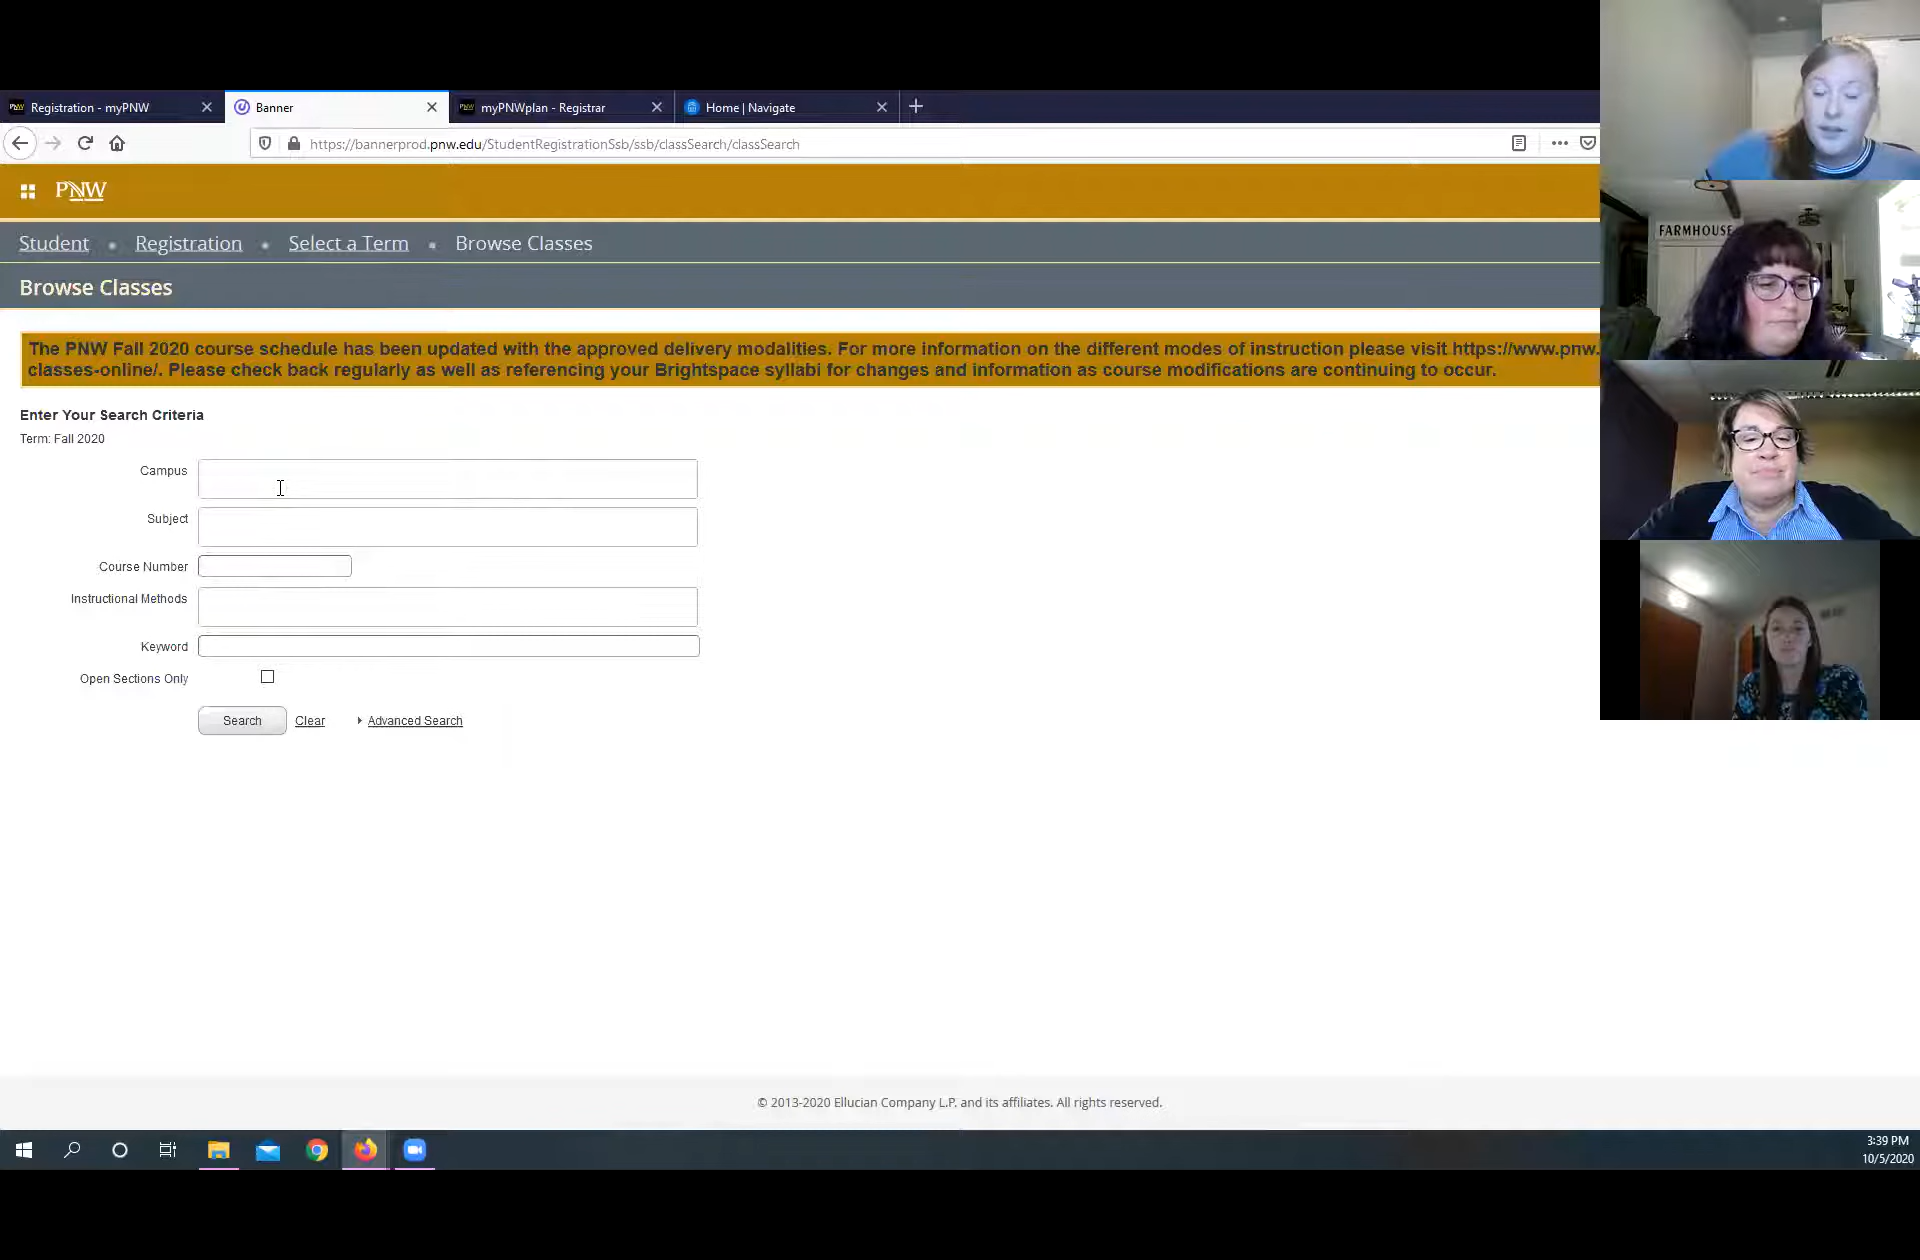 Registration - myPNW
Banner
myPNWplan - Registrar
Home | Navigate
https://bannerprod.pnw.edu/StudentRegistrationSsb/ssb/classSearch/classSearch
PNW
Student • Registration • Select a Term • Browse Classes
Browse Classes
The PNW Fall 2020 course schedule has been updated with the approved delivery modalities. For more information on the different modes of instruction please visit https://www.pnw.
classes-online/. Please check back regularly as well as referencing your Brightspace syllabi for changes and information as course modifications are continuing to occur.
Enter Your Search Criteria
Term: Fall 2020
Campus
Subject
Course Number
Instructional Methods
Keyword
Open Sections Only
Search Clear Advanced Search
© 2013-2020 Ellucian Company L.P. and its affiliates. All rights reserved.
3:39 PM
10/5/2020
FARMHOUSE